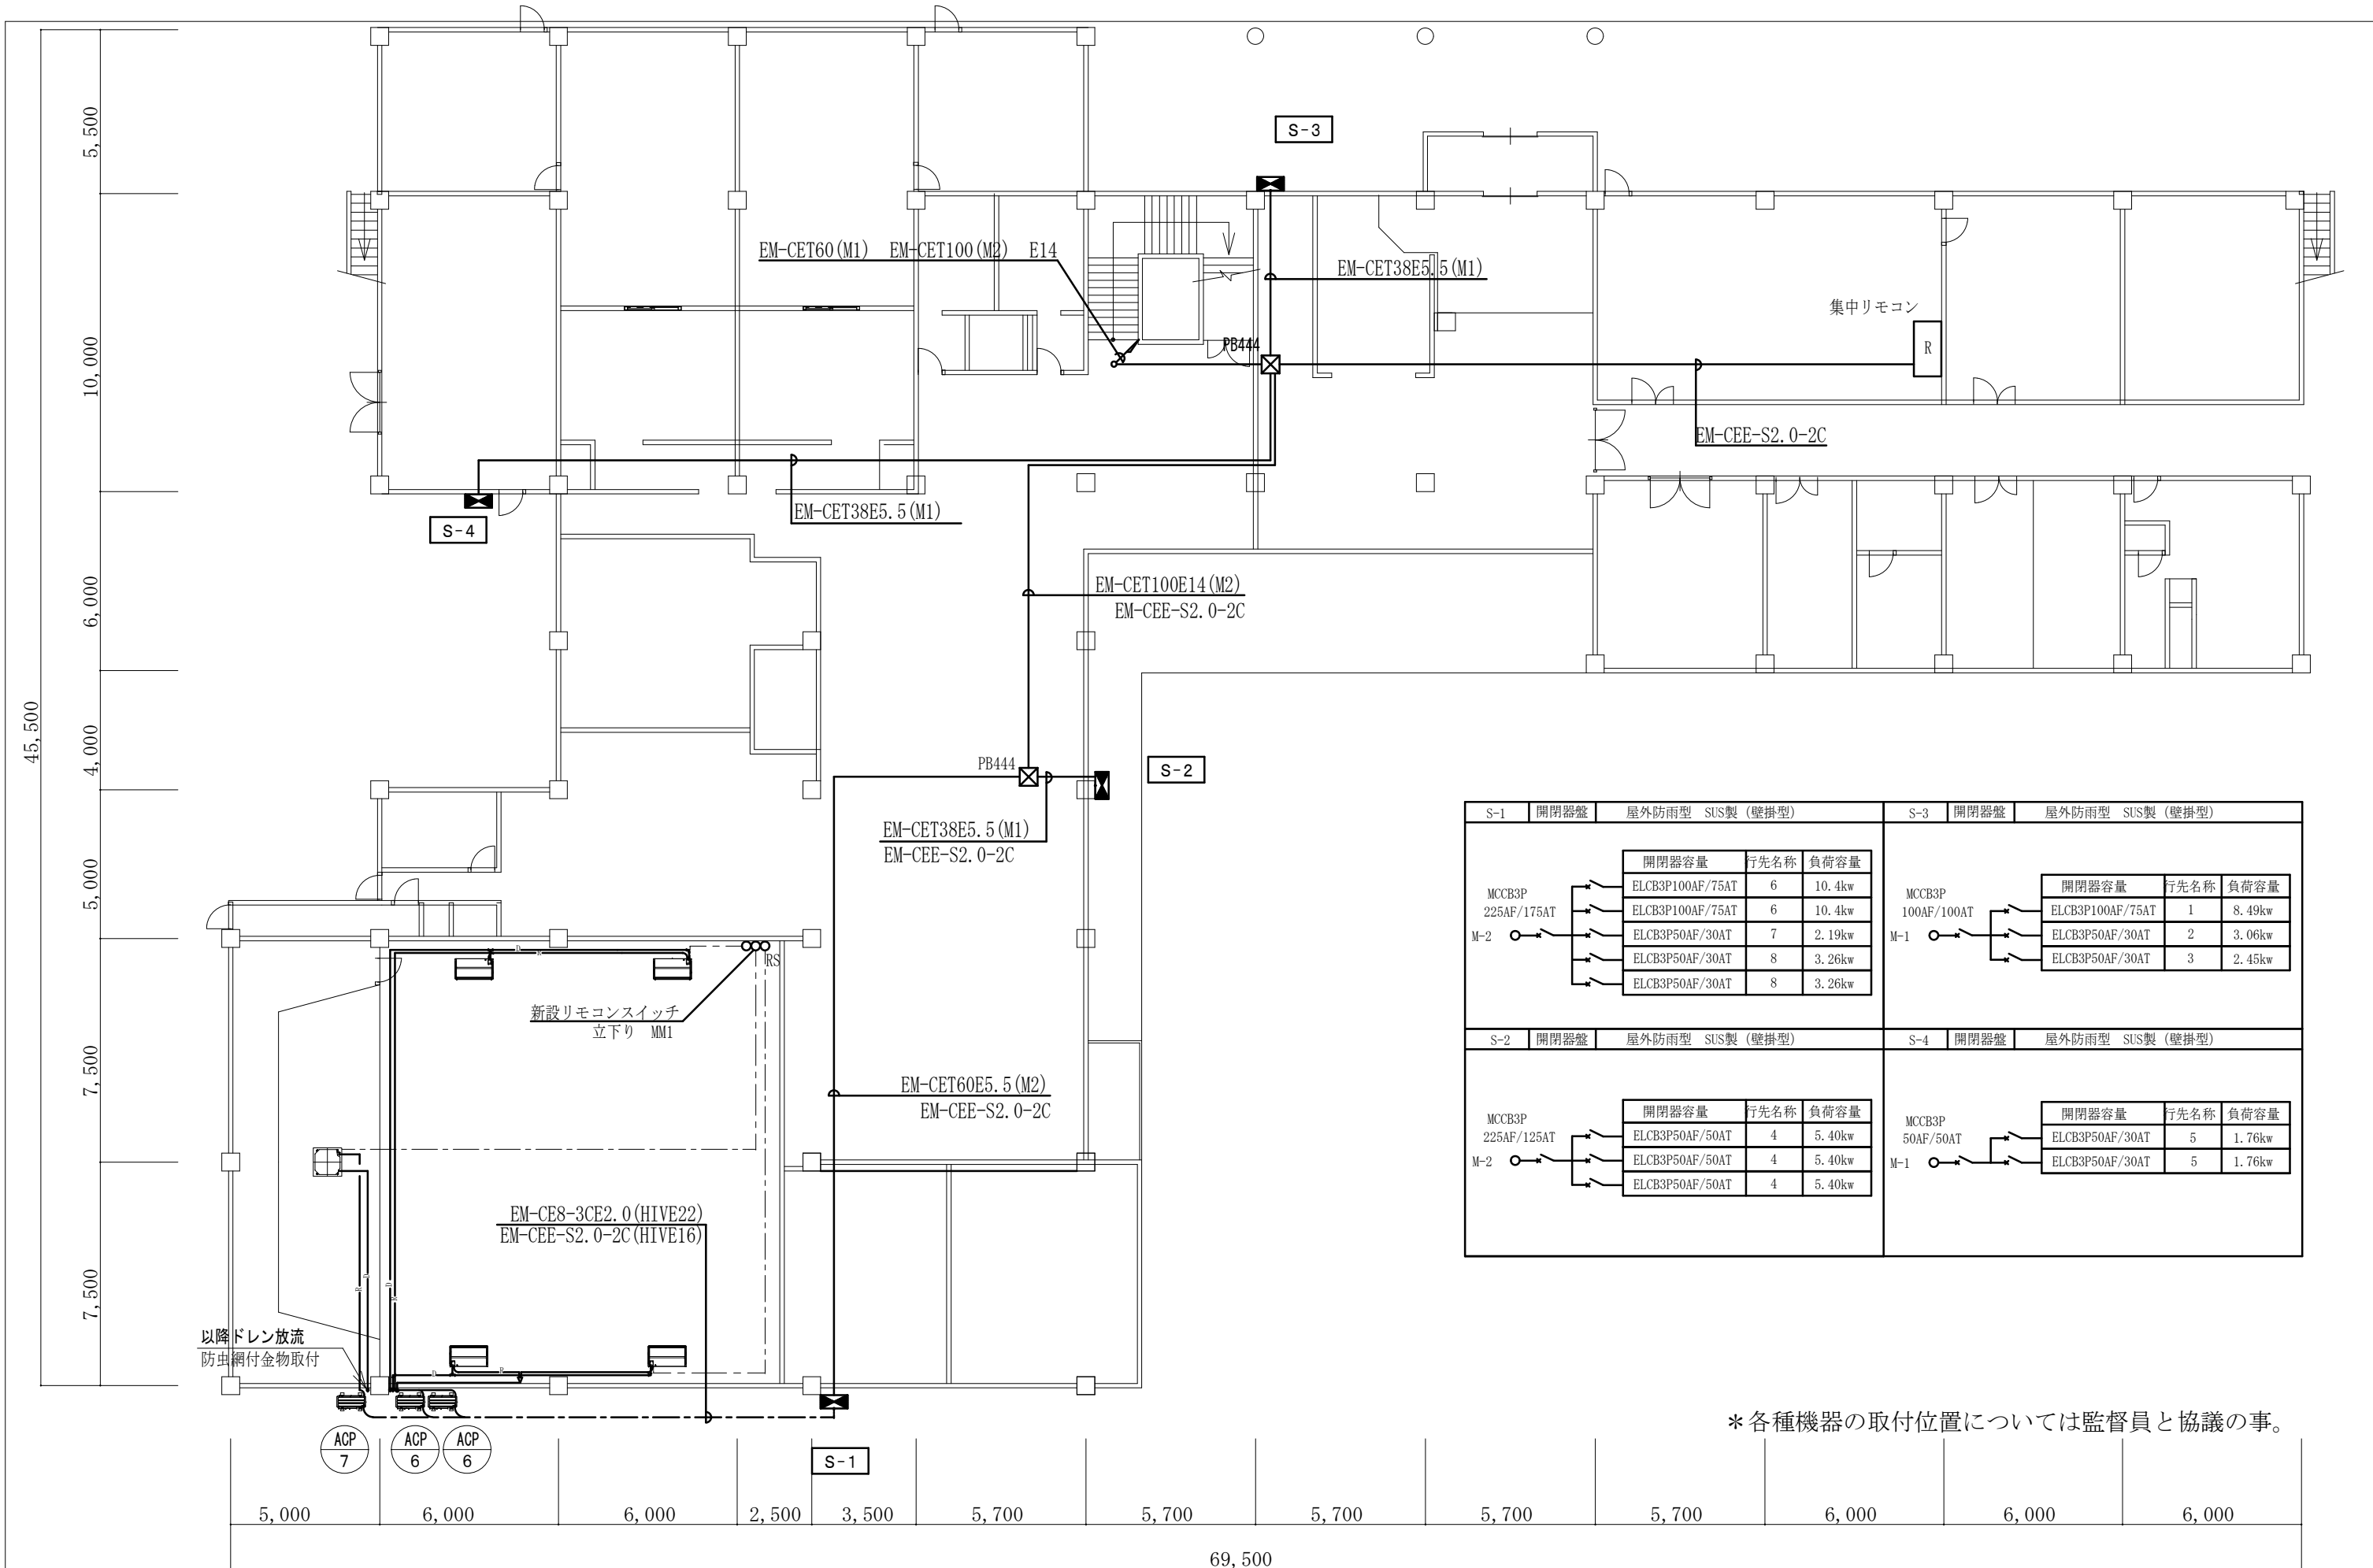 S-3
EM-CET60(M1) EM-CET100(M2) E14
EM-CET38E5.5(M1)
集中リモコン
R
PB444
EM-CEE-S2.0-2C
EM-CET38E5.5(M1)
S-4
EM-CET100E14(M2)
EM-CEE-S2.0-2C
PB444
S-2
EM-CET38E5.5(M1)
EM-CEE-S2.0-2C
RS
新設リモコンスイッチ
立下り MM1
EM-CET60E5.5(M2)
EM-CEE-S2.0-2C
EM-CE8-3CE2.0(HIVE22)
EM-CEE-S2.0-2C(HIVE16)
D
R
R
D
D
R
D
R
以降ドレン放流
防虫網付金物取付
ACP
7
ACP
6
ACP
6
S-1
S-1 開閉器盤 屋外防雨型 SUS製（壁掛型）
MCCB3P
225AF/175AT
M-2
開閉器容量 行先名称 負荷容量
ELCB3P100AF/75AT 6 10.4kw
ELCB3P100AF/75AT 6 10.4kw
ELCB3P50AF/30AT 7 2.19kw
ELCB3P50AF/30AT 8 3.26kw
ELCB3P50AF/30AT 8 3.26kw
S-3 開閉器盤 屋外防雨型 SUS製（壁掛型）
MCCB3P
100AF/100AT
M-1
開閉器容量 行先名称 負荷容量
ELCB3P100AF/75AT 1 8.49kw
ELCB3P50AF/30AT 2 3.06kw
ELCB3P50AF/30AT 3 2.45kw
S-2 開閉器盤 屋外防雨型 SUS製（壁掛型）
MCCB3P
225AF/125AT
M-2
開閉器容量 行先名称 負荷容量
ELCB3P50AF/50AT 4 5.40kw
ELCB3P50AF/50AT 4 5.40kw
ELCB3P50AF/50AT 4 5.40kw
S-4 開閉器盤 屋外防雨型 SUS製（壁掛型）
MCCB3P
50AF/50AT
M-1
開閉器容量 行先名称 負荷容量
ELCB3P50AF/30AT 5 1.76kw
ELCB3P50AF/30AT 5 1.76kw
＊各種機器の取付位置については監督員と協議の事。
5,500
10,000
6,000
4,000
5,000
7,500
7,500
45,500
5,000 6,000 6,000 2,500 3,500 5,700 5,700 5,700 5,700 5,700 6,000 6,000 6,000
69,500